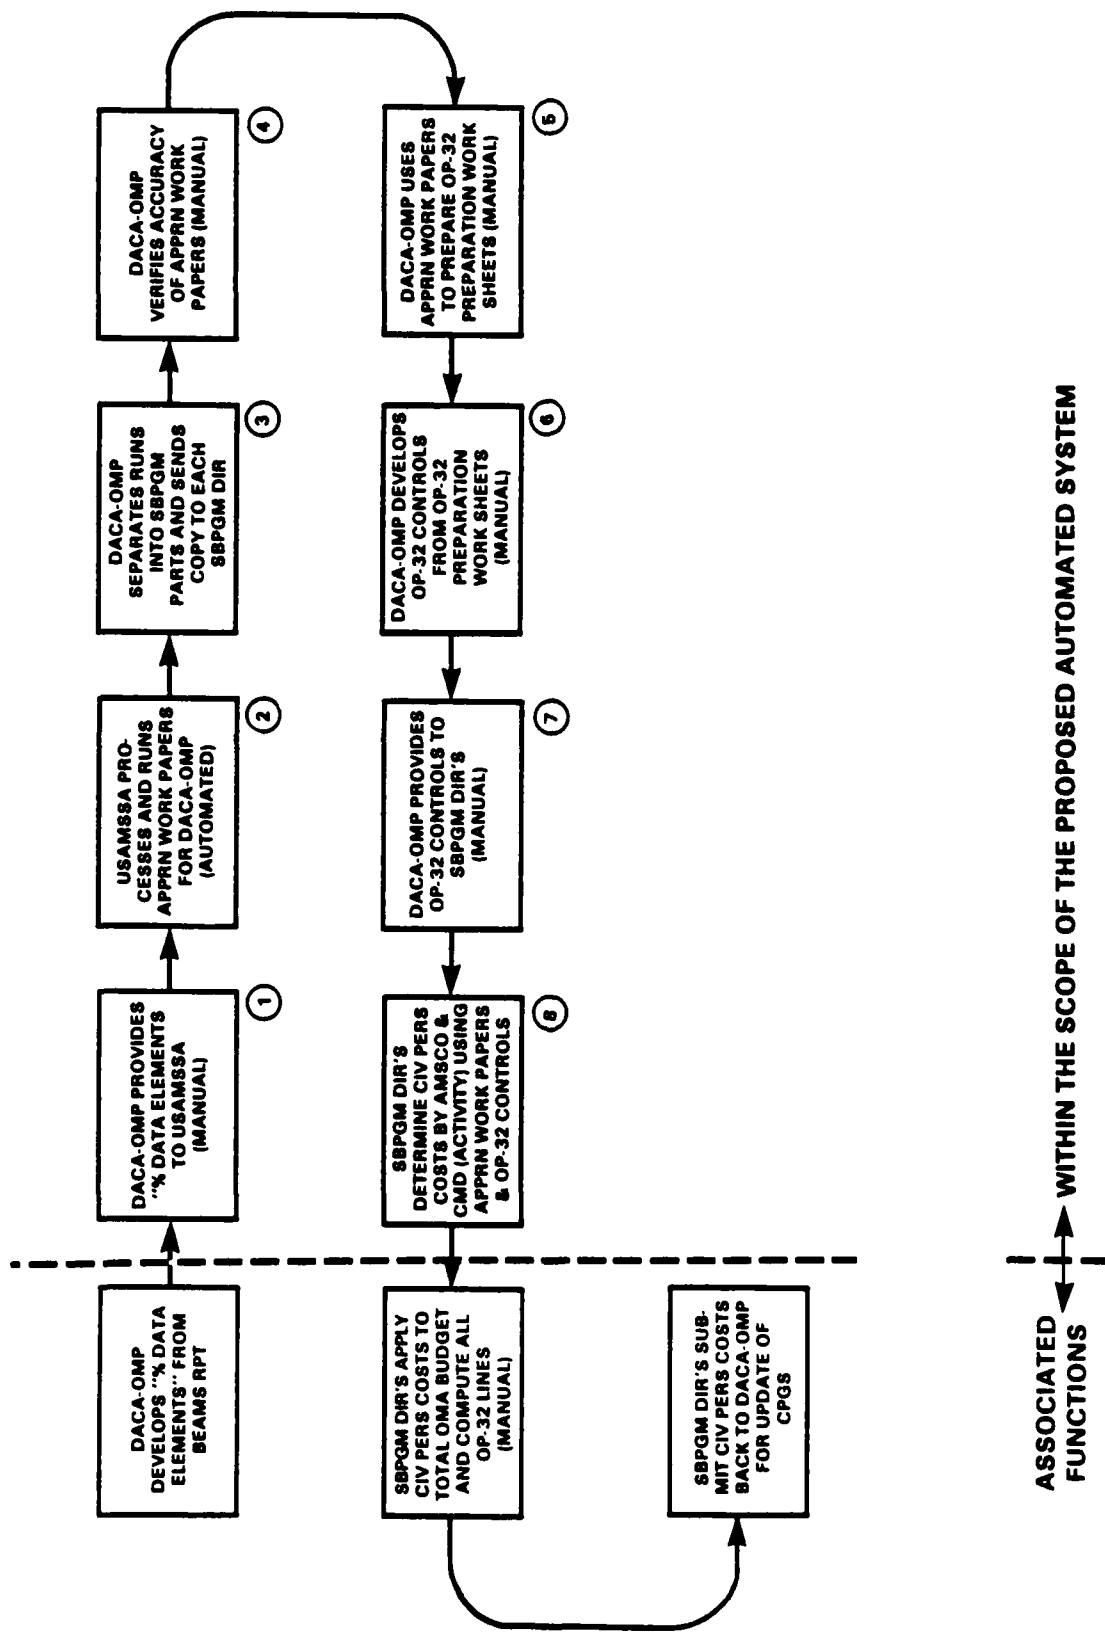 DACA-OMP
DEVELOPS "% DATA
ELEMENTS" FROM
BEAMS RPT
DACA-OMP PROVIDES
"% DATA ELEMENTS
TO USAMSSA
(MANUAL)
1
USAMSSA PRO-
CESSES AND RUNS
APPRN WORK PAPERS
FOR DACA-OMP
(AUTOMATED)
2
DACA-OMP
SEPARATES RUNS
INTO SBPGM
PARTS AND SENDS
COPY TO EACH
SBPGM DIR
3
DACA-OMP
VERIFIES ACCURACY
OF APPRN WORK
PAPERS (MANUAL)
4
DACA-OMP USES
APPRN WORK PAPERS
TO PREPARE OP-32
PREPARATION WORK
SHEETS (MANUAL)
5
DACA-OMP DEVELOPS
OP-32 CONTROLS
FROM OP-32
PREPARATION
WORK SHEETS
(MANUAL)
6
DACA-OMP PROVIDES
OP-32 CONTROLS TO
SBPGM DIR'S
(MANUAL)
7
SBPGM DIR'S
DETERMINE CIV PERS
COSTS BY AMSCO &
CMD (ACTIVITY) USING
APPRN WORK PAPERS
& OP-32 CONTROLS
8
SBPGM DIR'S APPLY
CIV PERS COSTS TO
TOTAL OMA BUDGET
AND COMPUTE ALL
OP-32 LINES
(MANUAL)
SBPGM DIR'S SUB-
MIT CIV PERS COSTS
BACK TO DACA-OMP
FOR UPDATE OF
CPGS
ASSOCIATED
FUNCTIONS
WITHIN THE SCOPE OF THE PROPOSED AUTOMATED SYSTEM